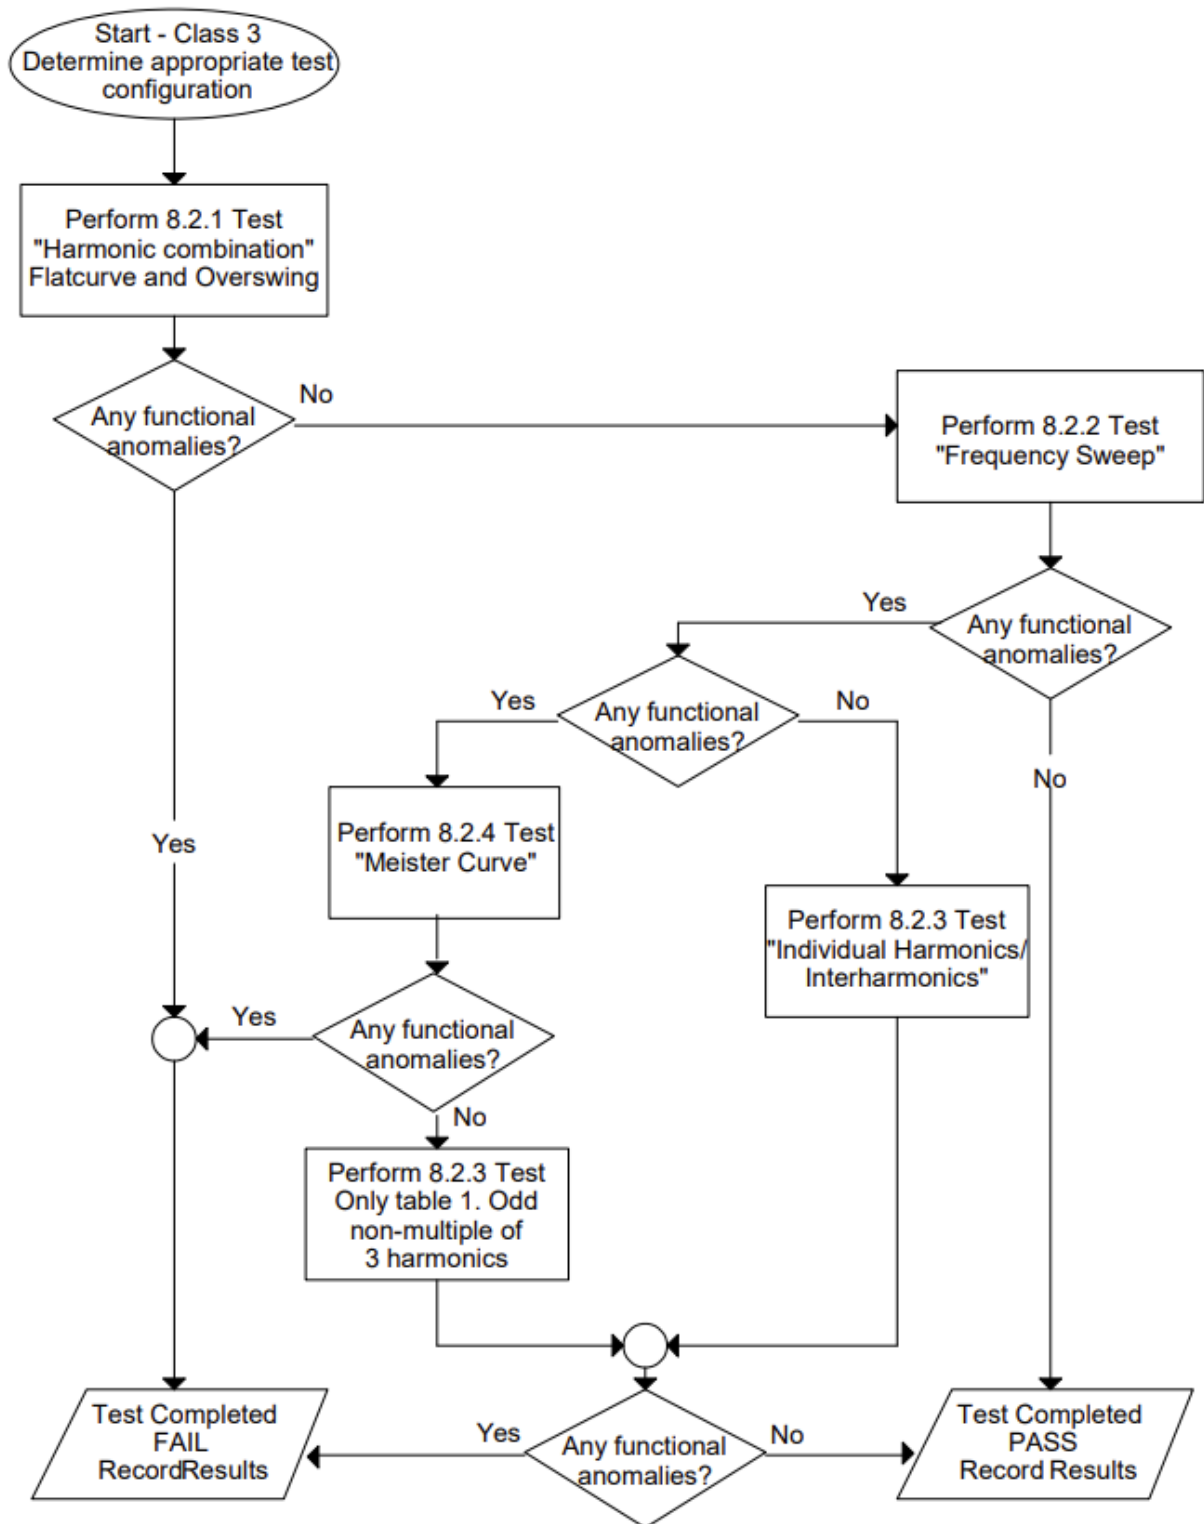 Start - Class 3
Determine appropriate test
configuration
Perform 8.2.1 Test
"Harmonic combination"
Flatcurve and Overswing
Any functional
anomalies?
No
Perform 8.2.2 Test
"Frequency Sweep"
Yes
Any functional
anomalies?
Yes
Any functional
anomalies?
No
No
Perform 8.2.4 Test
"Meister Curve"
Yes
Perform 8.2.3 Test
"Individual Harmonics/
Interharmonics"
Yes
Any functional
anomalies?
No
Perform 8.2.3 Test
Only table 1. Odd
non-multiple of
3 harmonics
Test Completed
FAIL
RecordResults
Yes
Any functional
anomalies?
No
Test Completed
PASS
Record Results